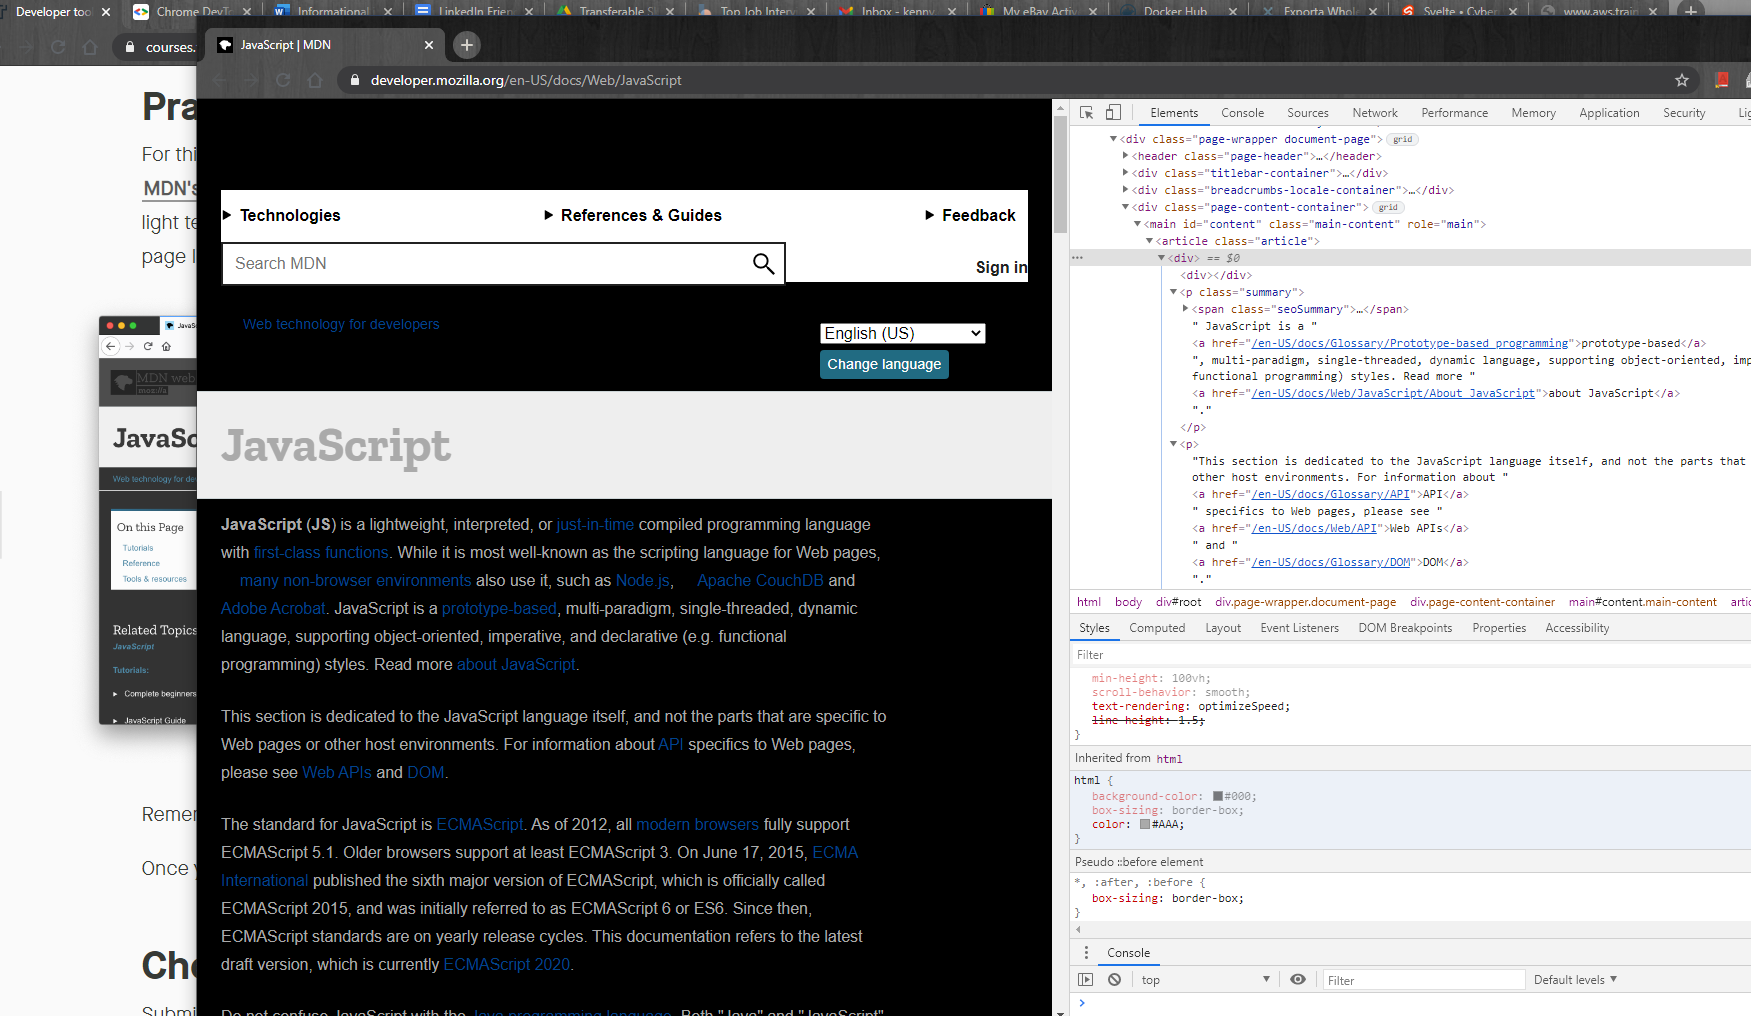 Developer too
Chrome DevT
Informational i
LinkedIn Frien
Transferable Sk
Top Job Interv
Inbox - kenny
My eBay Activ
Docker Hub
Exporta Whole
Svelte • Cyber
www.aws.train
courses.
JavaScript | MDN
developer.mozilla.org/en-US/docs/Web/JavaScript
Pra
For thi
MDN's
light te
page l
JavaS
MDN web
moz://a
JavaSc
Web technology for de
On this Page
Tutorials
Reference
Tools & resources
Related Topics
JavaScript
Tutorials:
Complete beginners
JavaScript Guide
Remer
Once y
Che
Submi
Technologies
References & Guides
Feedback
Search MDN
Sign in
Web technology for developers
English (US)
Change language
JavaScript
JavaScript (JS) is a lightweight, interpreted, or just-in-time compiled programming language
with first-class functions. While it is most well-known as the scripting language for Web pages,
many non-browser environments also use it, such as Node.js, Apache CouchDB and
Adobe Acrobat. JavaScript is a prototype-based, multi-paradigm, single-threaded, dynamic
language, supporting object-oriented, imperative, and declarative (e.g. functional
programming) styles. Read more about JavaScript.
This section is dedicated to the JavaScript language itself, and not the parts that are specific to
Web pages or other host environments. For information about API specifics to Web pages,
please see Web APIs and DOM.
The standard for JavaScript is ECMAScript. As of 2012, all modern browsers fully support
ECMAScript 5.1. Older browsers support at least ECMAScript 3. On June 17, 2015, ECMA
International published the sixth major version of ECMAScript, which is officially called
ECMAScript 2015, and was initially referred to as ECMAScript 6 or ES6. Since then,
ECMAScript standards are on yearly release cycles. This documentation refers to the latest
draft version, which is currently ECMAScript 2020.
Do not confuse JavaScript with the Java programming language. Both "Java" and "JavaScript"
Elements
Console
Sources
Network
Performance
Memory
Application
Security
Lig
<div class="page-wrapper document-page"> grid
<header class="page-header">…</header>
<div class="titlebar-container">…</div>
<div class="breadcrumbs-locale-container">…</div>
<div class="page-content-container"> grid
<main id="content" class="main-content" role="main">
<article class="article">
<div> == $0
<div></div>
<p class="summary">
<span class="seoSummary">…</span>
" JavaScript is a "
<a href="/en-US/docs/Glossary/Prototype-based_programming">prototype-based</a>
", multi-paradigm, single-threaded, dynamic language, supporting object-oriented, imp
functional programming) styles. Read more "
<a href="/en-US/docs/Web/JavaScript/About_JavaScript">about JavaScript</a>
"."
</p>
<p>
"This section is dedicated to the JavaScript language itself, and not the parts that
other host environments. For information about "
<a href="/en-US/docs/Glossary/API">API</a>
" specifics to Web pages, please see "
<a href="/en-US/docs/Web/API">Web APIs</a>
" and "
<a href="/en-US/docs/Glossary/DOM">DOM</a>
"."
html body div#root div.page-wrapper.document-page div.page-content-container main#content.main-content artic
Styles
Computed
Layout
Event Listeners
DOM Breakpoints
Properties
Accessibility
Filter
min-height: 100vh;
scroll-behavior: smooth;
text-rendering: optimizeSpeed;
line-height: 1.5;
}
Inherited from html
html {
background-color: #000;
box-sizing: border-box;
color: #AAA;
}
Pseudo ::before element
*, :after, :before {
box-sizing: border-box;
}
Console
top
Filter
Default levels